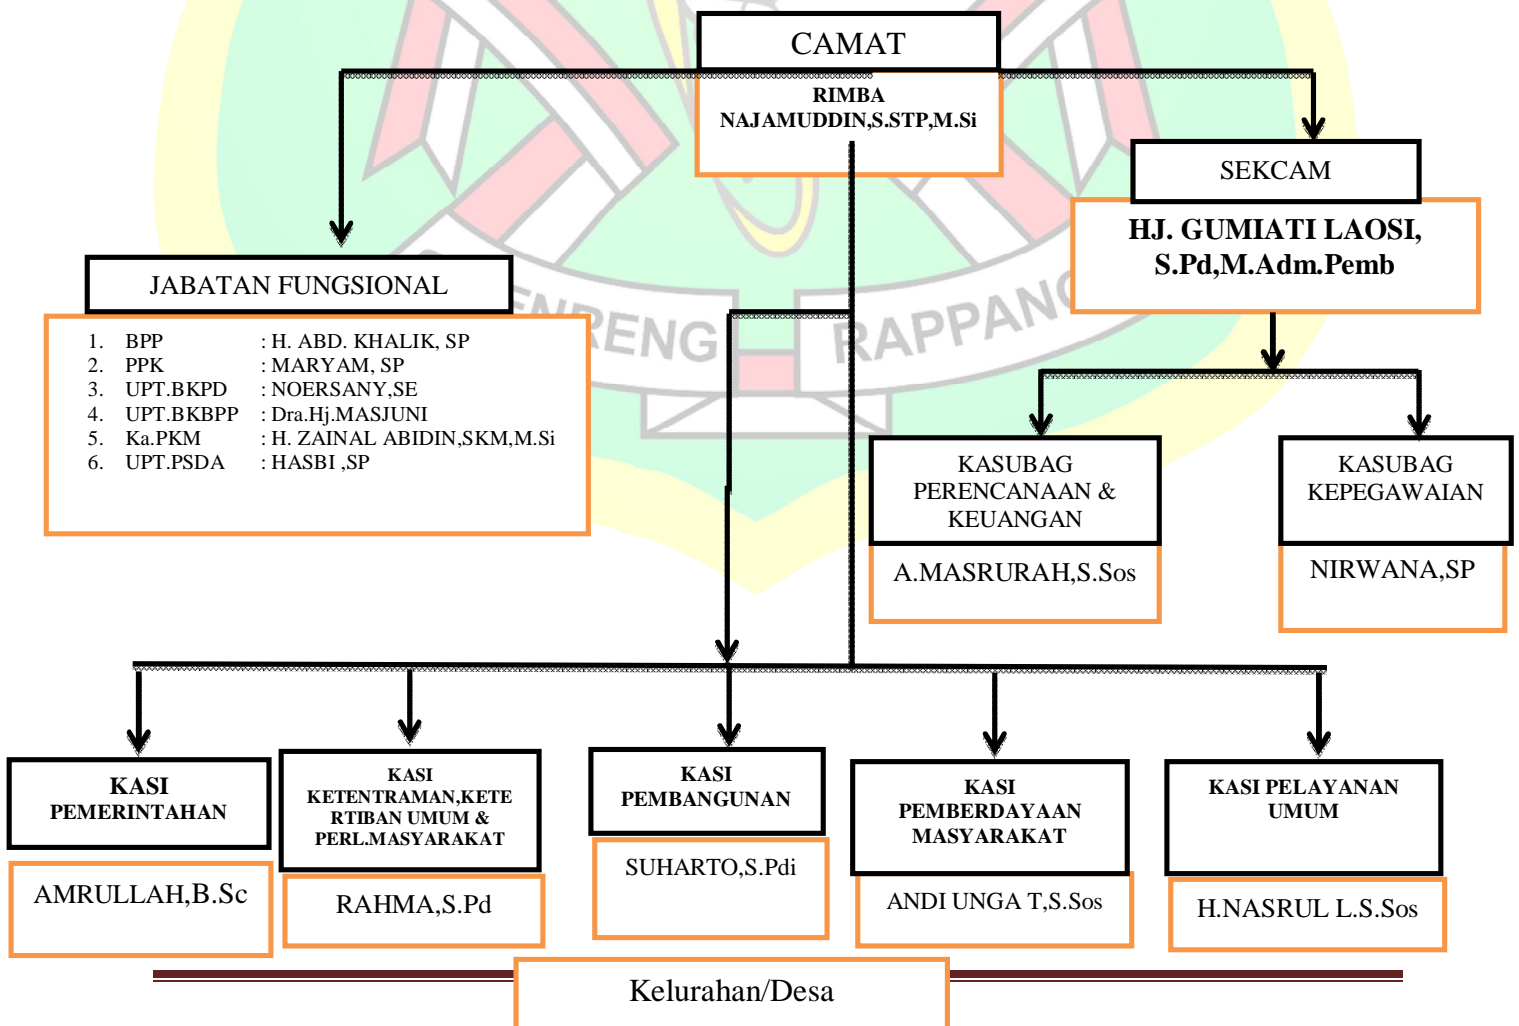 CAMAT
RIMBA
NAJAMUDDIN,S.STP,M.Si
SEKCAM
HJ. GUMIATI LAOSI,
S.Pd,M.Adm.Pemb
JABATAN FUNGSIONAL
1. BPP : H. ABD. KHALIK, SP
2. PPK : MARYAM, SP
3. UPT.BKPD : NOERSANY,SE
4. UPT.BKBPP : Dra.Hj.MASJUNI
5. Ka.PKM : H. ZAINAL ABIDIN,SKM,M.Si
6. UPT.PSDA : HASBI ,SP
RENG RAPPANG
KASUBAG
PERENCANAAN &
KEUANGAN
A.MASRURAH,S.Sos
KASUBAG
KEPEGAWAIAN
NIRWANA,SP
KASI
PEMERINTAHAN
AMRULLAH,B.Sc
KASI
KETENTRAMAN,KETE
RTIBAN UMUM &
PERL.MASYARAKAT
RAHMA,S.Pd
KASI
PEMBANGUNAN
SUHARTO,S.Pdi
KASI
PEMBERDAYAAN
MASYARAKAT
ANDI UNGA T,S.Sos
KASI PELAYANAN
UMUM
H.NASRUL L.S.Sos
Kelurahan/Desa